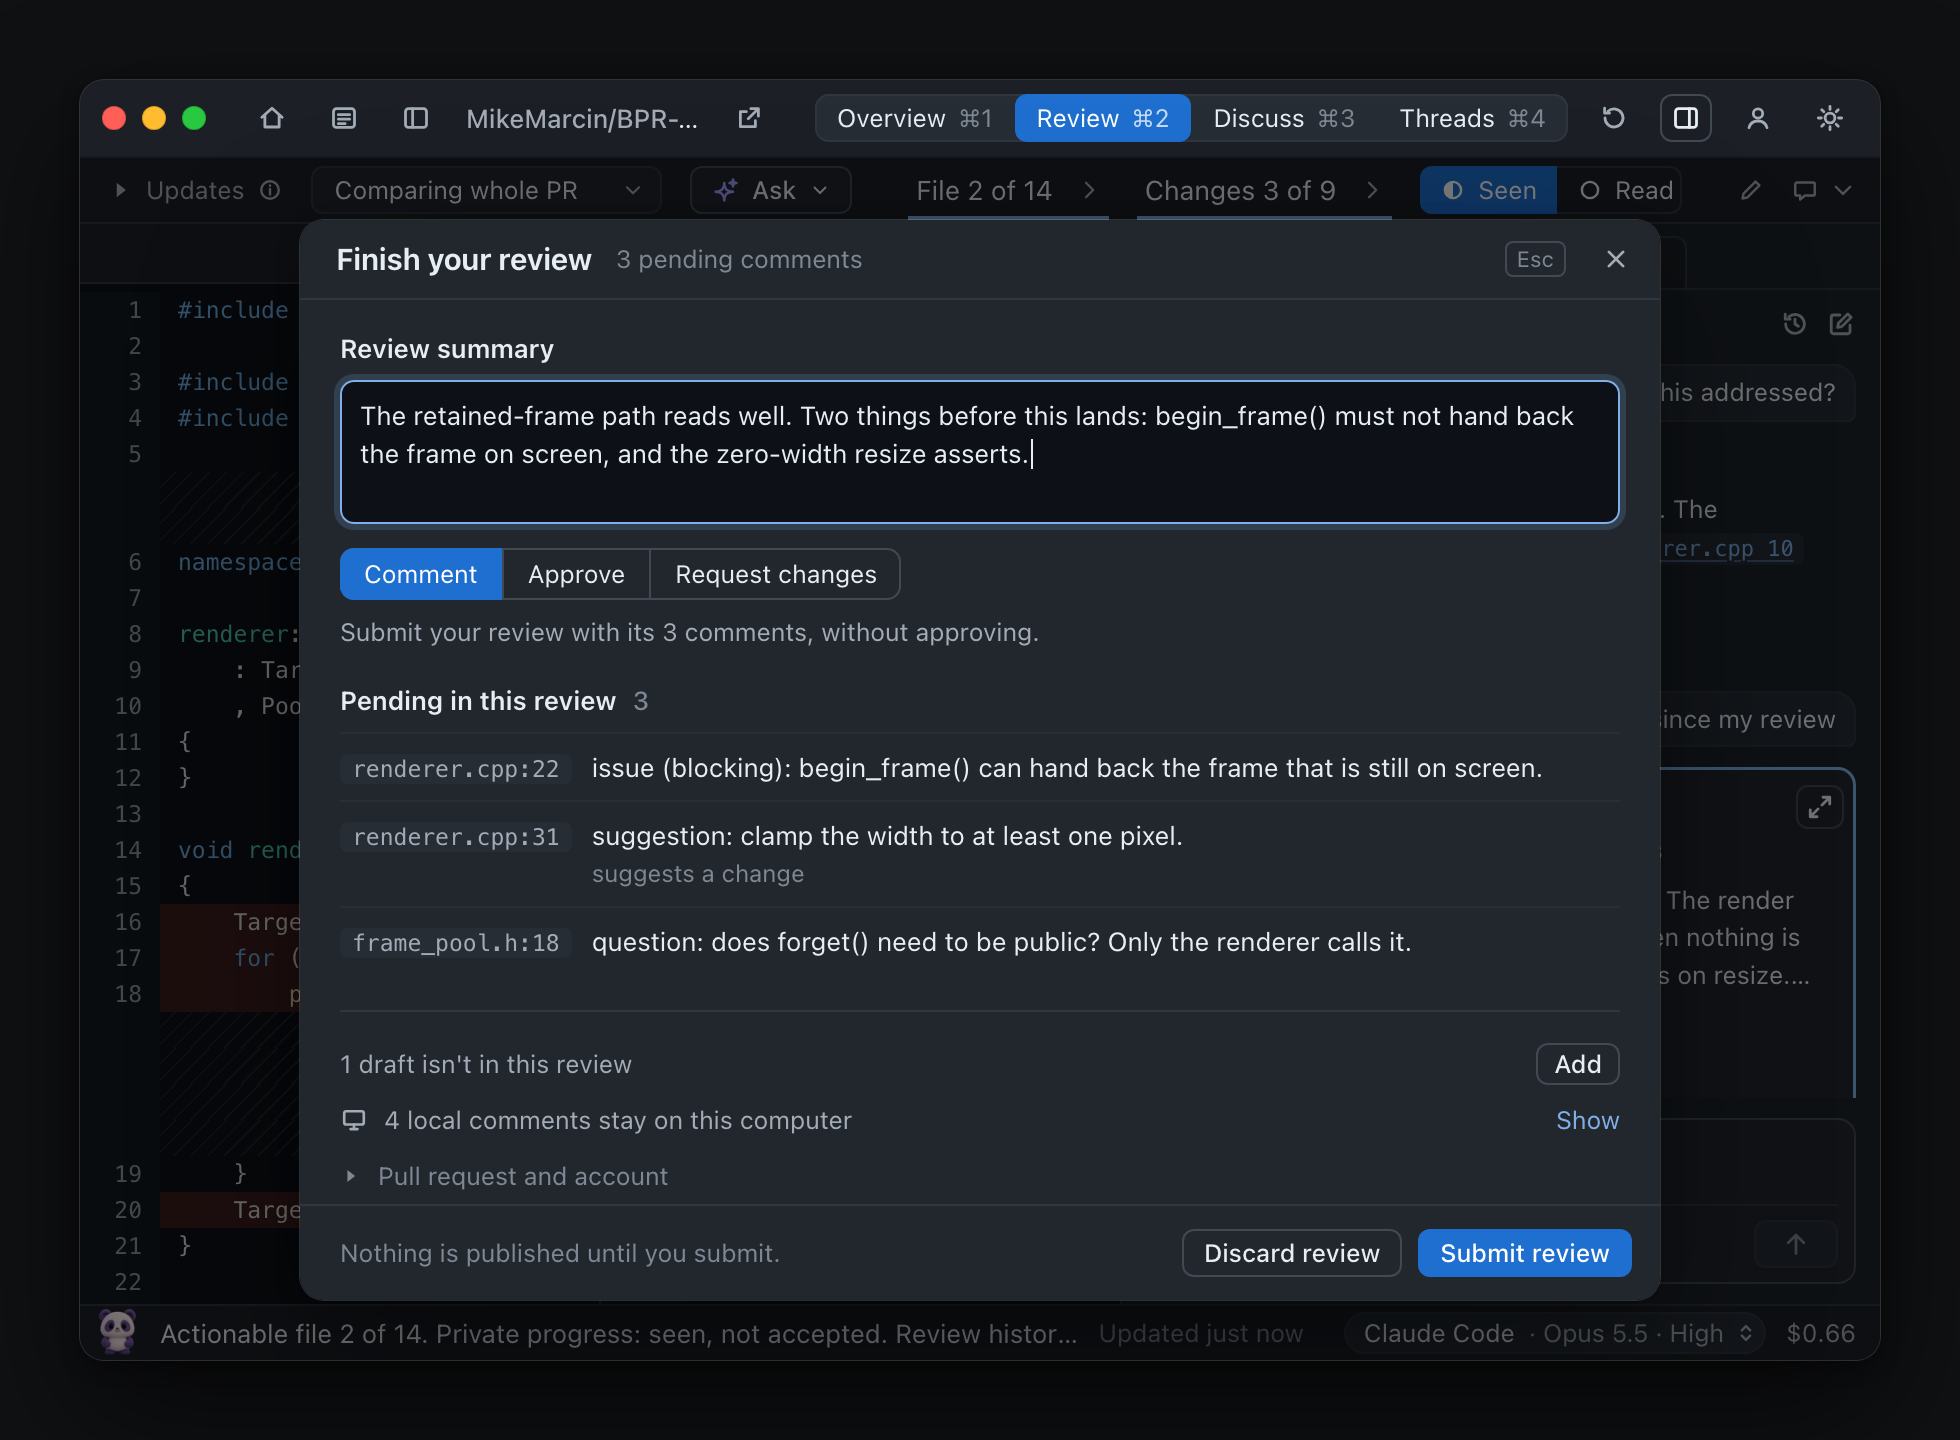 MikeMarcin/BPR-...
Overview ⌘1
Review ⌘2
Discuss ⌘3
Threads ⌘4
Updates
Comparing whole PR
Ask
File 2 of 14
Changes 3 of 9
Seen
Read
Finish your review
3 pending comments
Esc
Review summary
The retained-frame path reads well. Two things before this lands: begin_frame() must not hand back
the frame on screen, and the zero-width resize asserts.
Comment
Approve
Request changes
Submit your review with its 3 comments, without approving.
Pending in this review 3
renderer.cpp:22 issue (blocking): begin_frame() can hand back the frame that is still on screen.
renderer.cpp:31 suggestion: clamp the width to at least one pixel.
suggests a change
frame_pool.h:18 question: does forget() need to be public? Only the renderer calls it.
1 draft isn't in this review
Add
4 local comments stay on this computer
Show
Pull request and account
Nothing is published until you submit.
Discard review
Submit review
1 #include
2
3 #include
4 #include
5
6 namespace
7
8 renderer:
9 : Tar
10 , Poo
11 {
12 }
13
14 void rend
15 {
16 Targe
17 for (
18 p
19 }
20 Targe
21 }
22
his addressed?
. The
rer.cpp 10
ince my review
The render
en nothing is
s on resize....
Actionable file 2 of 14. Private progress: seen, not accepted. Review histor...
Updated just now
Claude Code · Opus 5.5 · High
$0.66